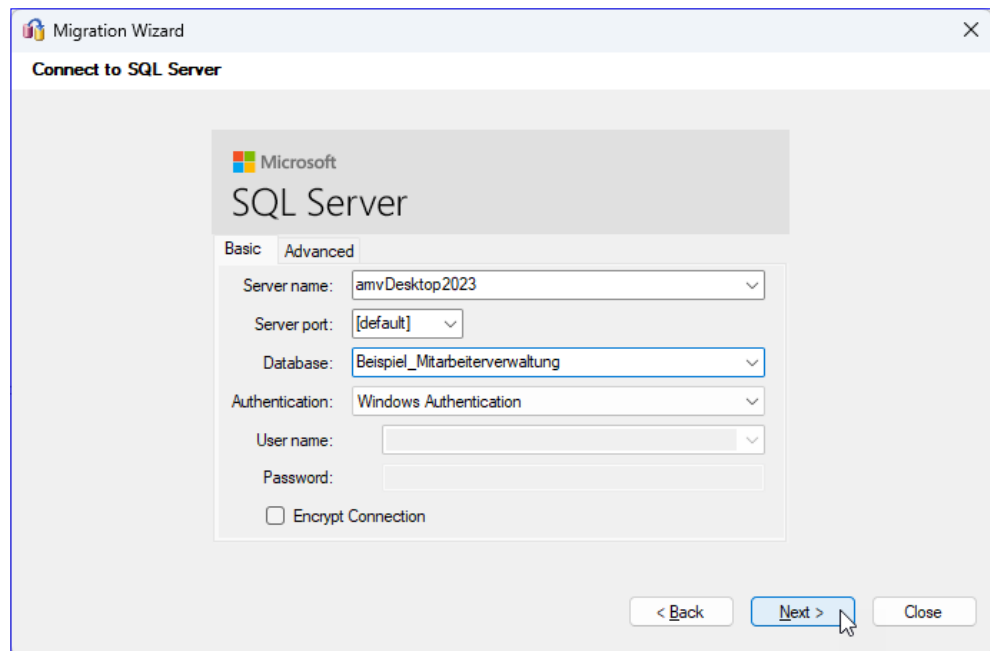 Migration Wizard
Connect to SQL Server
Microsoft
SQL Server
Basic Advanced
Server name: amvDesktop2023
Server port: [default]
Database: Beispiel_Mitarbeiterverwaltung
Authentication: Windows Authentication
User name:
Password:
Encrypt Connection
< Back Next > Close